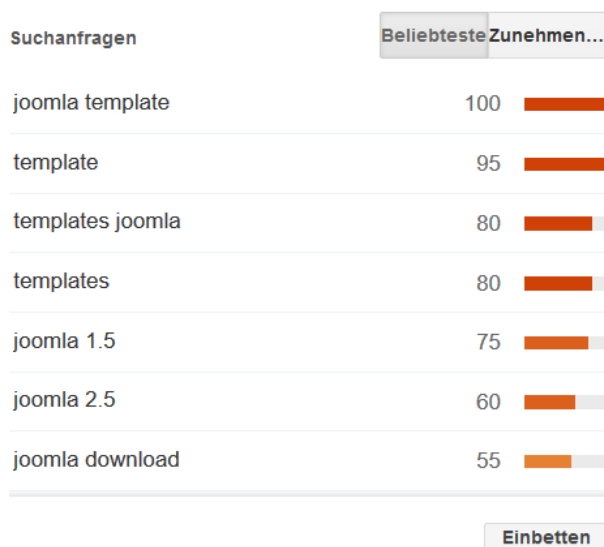 Suchanfragen Beliebteste Zunehmen...
joomla template 100
template 95
templates joomla 80
templates 80
joomla 1.5 75
joomla 2.5 60
joomla download 55
Einbetten